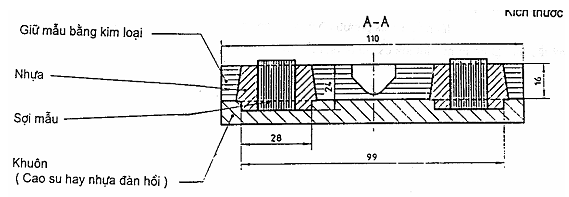 Kích thước
A-A
Giữ mẫu bằng kim loại
110
Nhựa
24
16
Sợi mẫu
28
99
Khuôn
( Cao su hay nhựa đàn hồi )